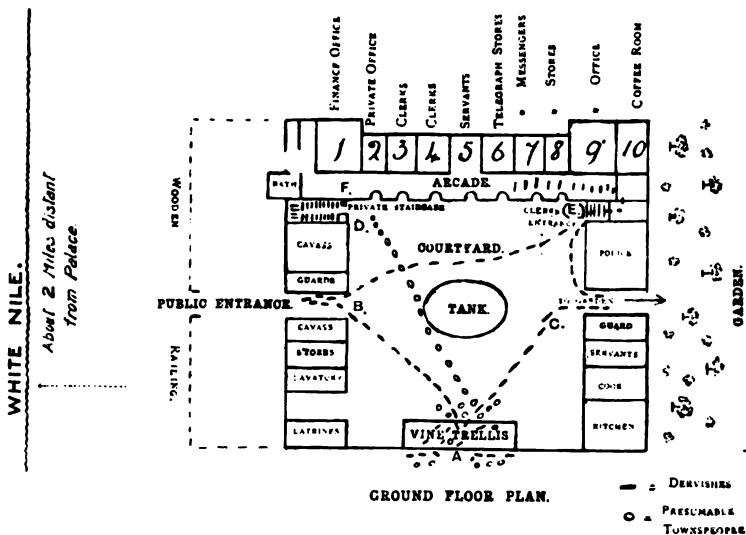 FINANCE OFFICE
PRIVATE OFFICE
CLERKS
CLERKS
SERVANTS
TELEGRAPH STORES
" MESSENGERS
STORES
" OFFICE
COFFEE ROOM
1 2 3 4 5 6 7 8 9 10
BATH
F.
ARCADE.
PRIVATE STAIRCASE
CLERKS
E.
ENTRANCE
D.
WOODEN
RAILING.
CAVASS
COURTYARD.
POLICE
GUARDS
PUBLIC ENTRANCE.
B.
TANK.
C.
TO GARDEN
GARDEN.
CAVASS
GUARD
STORES
SERVANTS
LAVATORY
COOK
LATRINES
VINE TRELLIS
KITCHEN
A
WHITE NILE.
About 2 Miles distant
from Palace.
GROUND FLOOR PLAN.
= DERVISHES
= PRESUMABLE
TOWNSPEOPLE